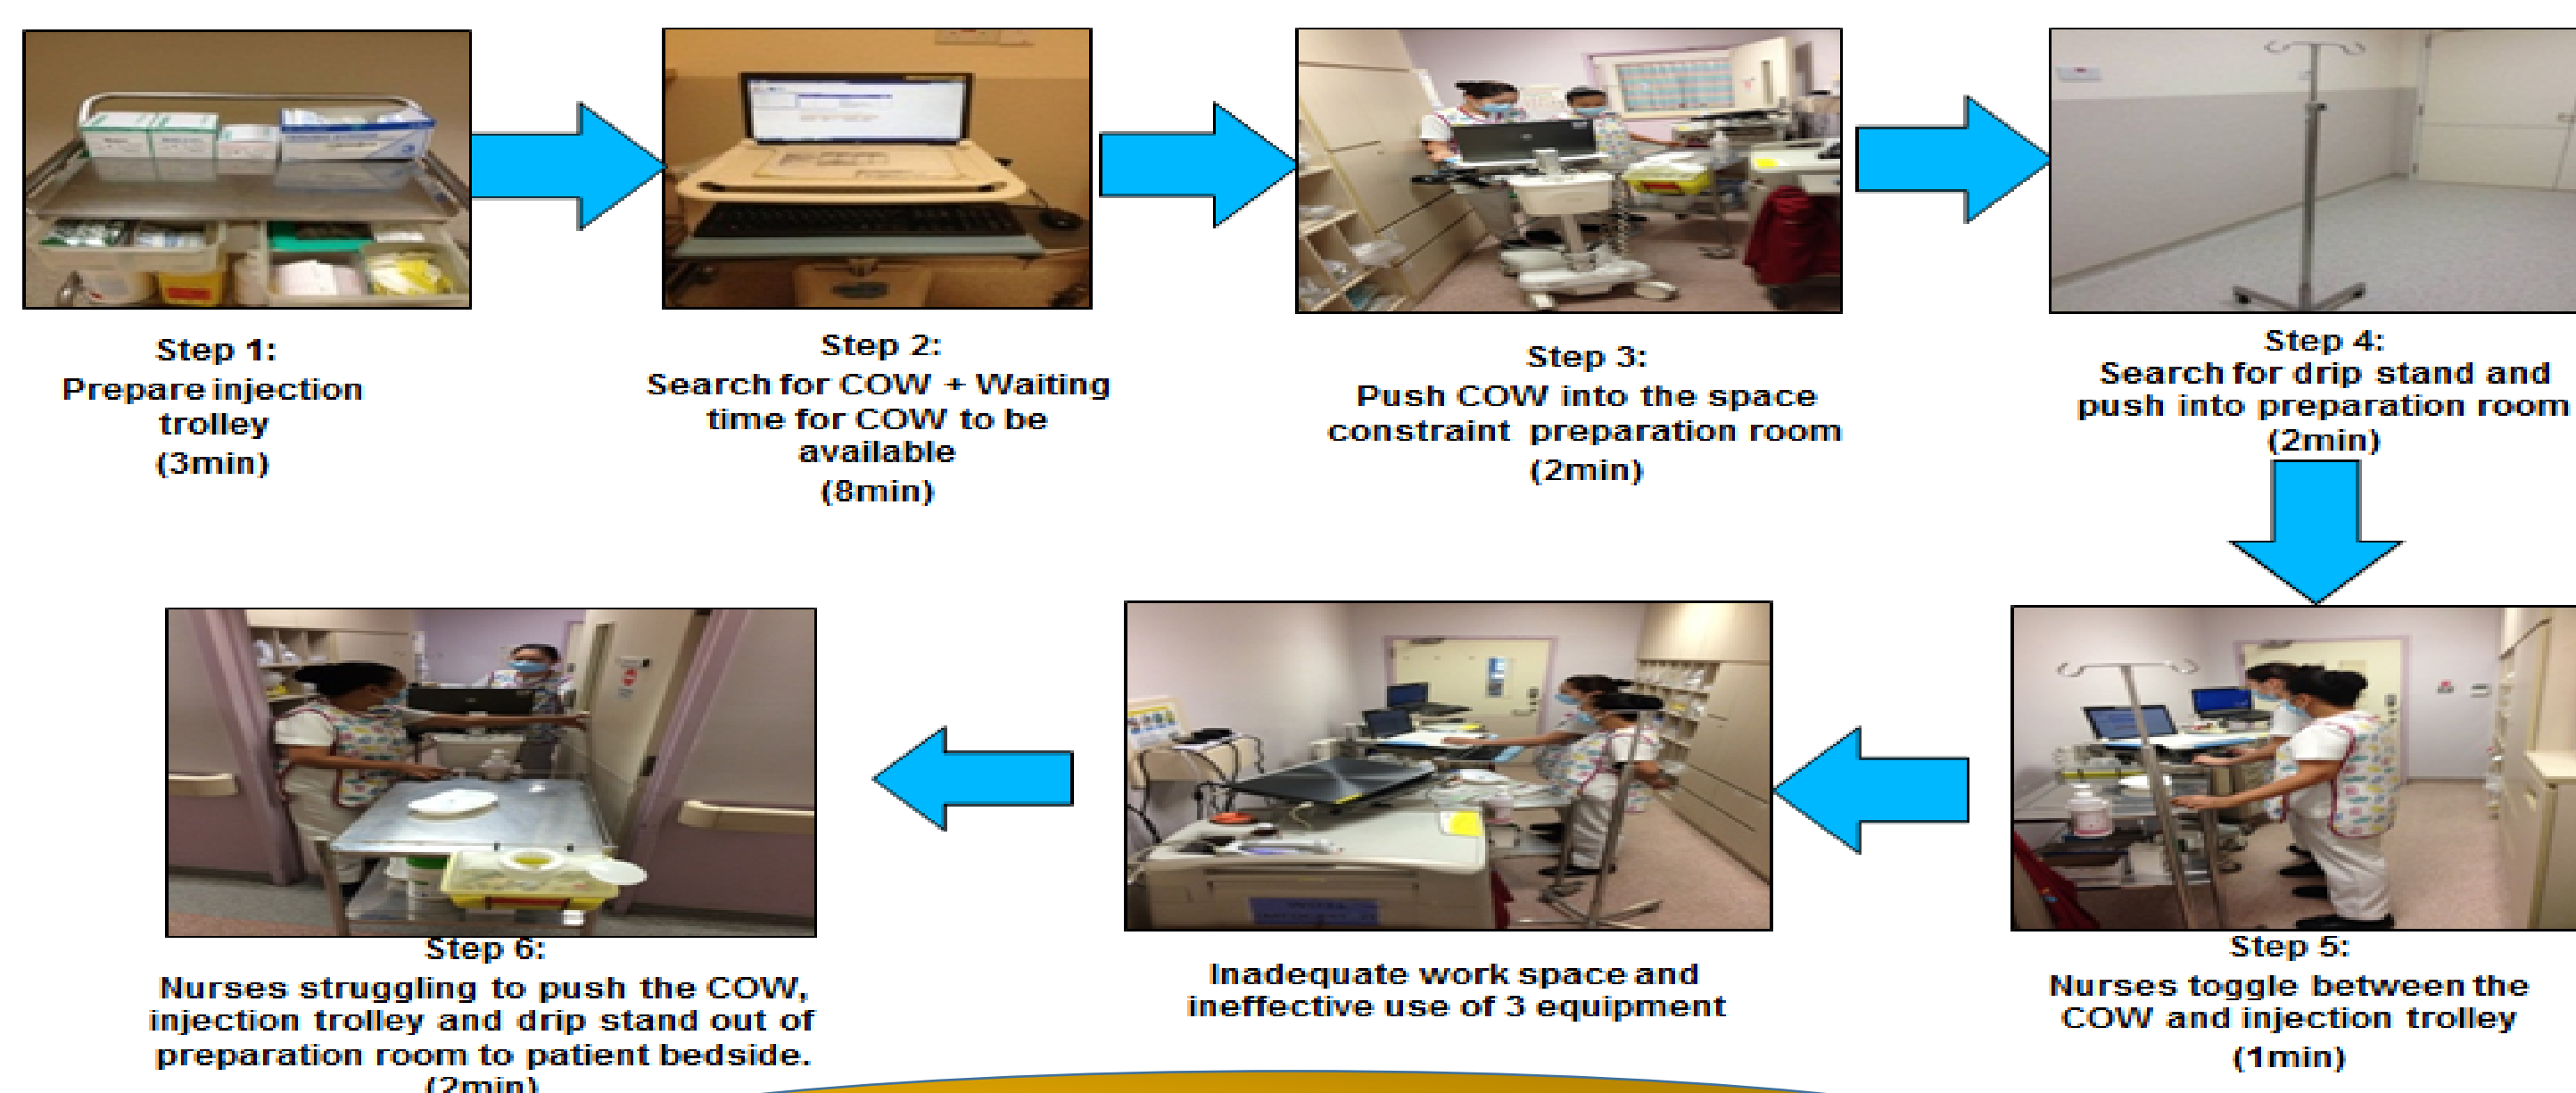 Step 1:
Prepare injection
trolley
(3min)
Step 2:
Search for COW + Waiting
time for COW to be
available
(8min)
Step 3:
Push COW into the space
constraint preparation room
(2min)
Step 4:
Search for drip stand and
push into preparation room
(2min)
Step 5:
Nurses toggle between the
COW and injection trolley
(1min)
Inadequate work space and
ineffective use of 3 equipment
Step 6:
Nurses struggling to push the COW,
injection trolley and drip stand out of
preparation room to patient bedside.
(2min)